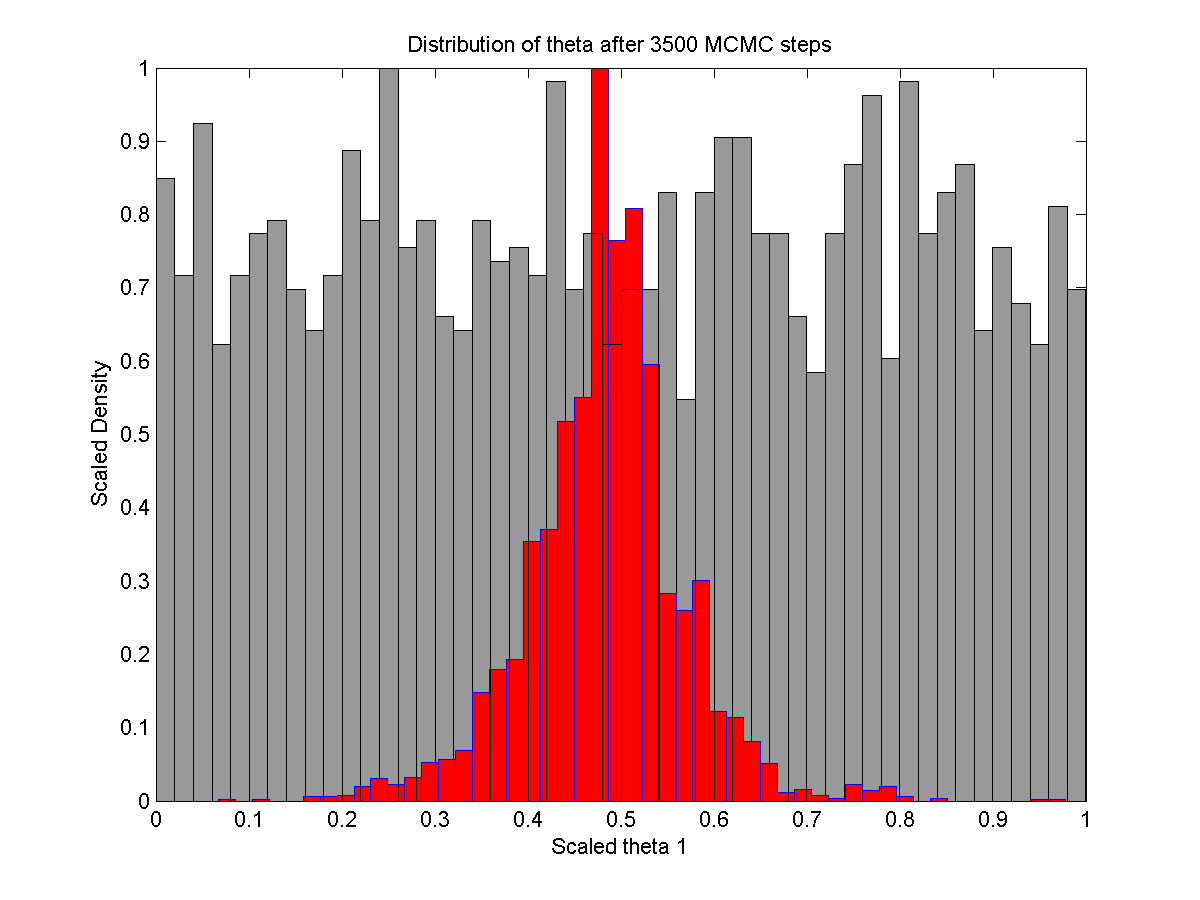 Distribution of theta after 3500 MCMC steps
1
0.9
0.8
0.7
0.6
0.5
0.4
0.3
0.2
0.1
0
Scaled Density
0 0.1 0.2 0.3 0.4 0.5 0.6 0.7 0.8 0.9 1
Scaled theta 1